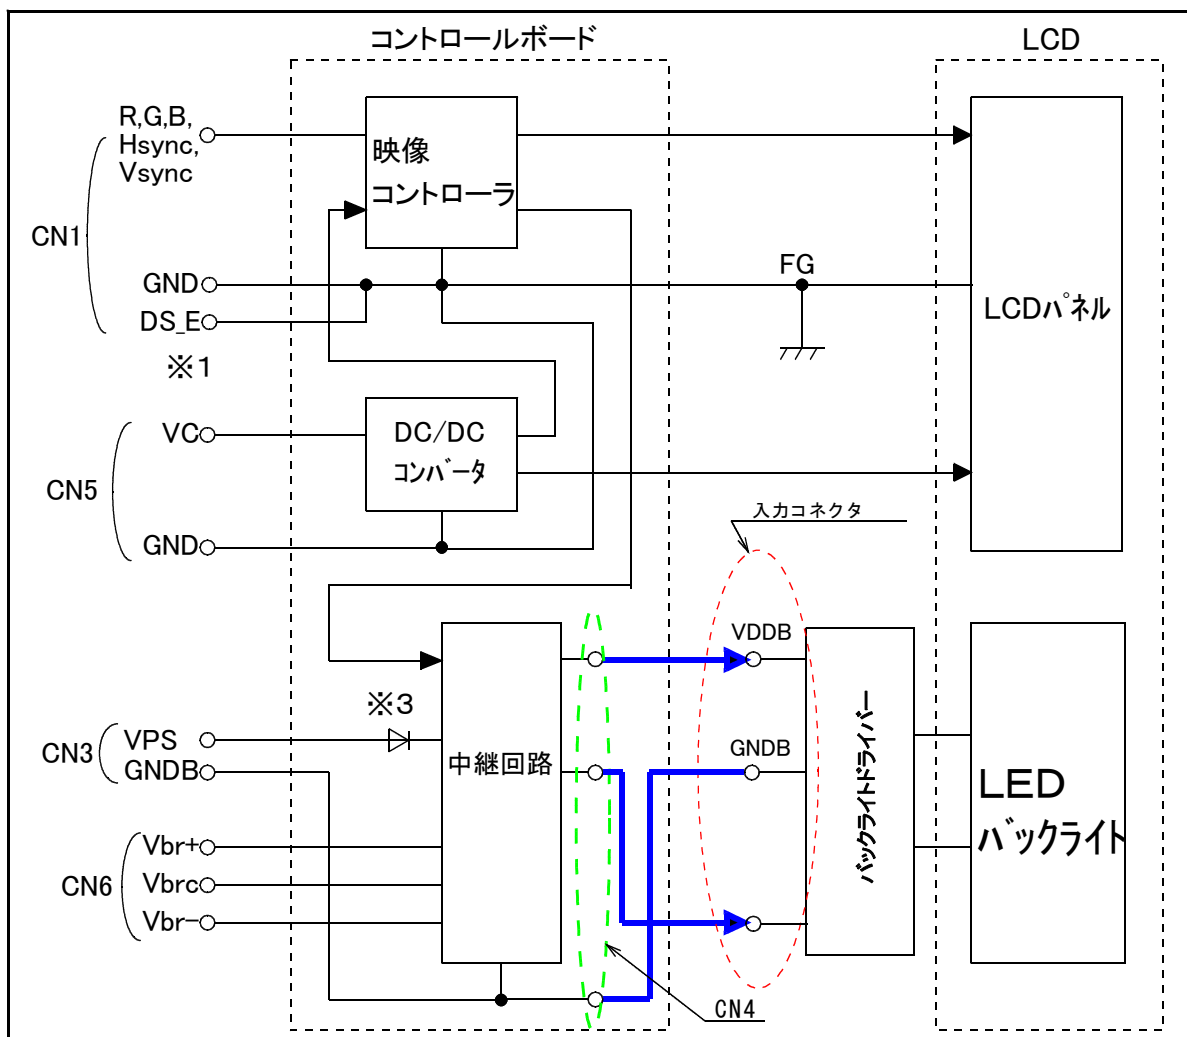 コントロールボード
LCD
R,G,B,
Hsync,
Vsync
映像
コントローラ
CN1
GND
DS_E
※1
FG
LCDパネル
VC
CN5
GND
DC/DC
コンバータ
入力コネクタ
VDDB
GNDB
バックライトドライバー
※3
CN3
VPS
GNDB
中継回路
LED
バックライト
CN6
Vbr+
Vbrc
Vbr-
CN4